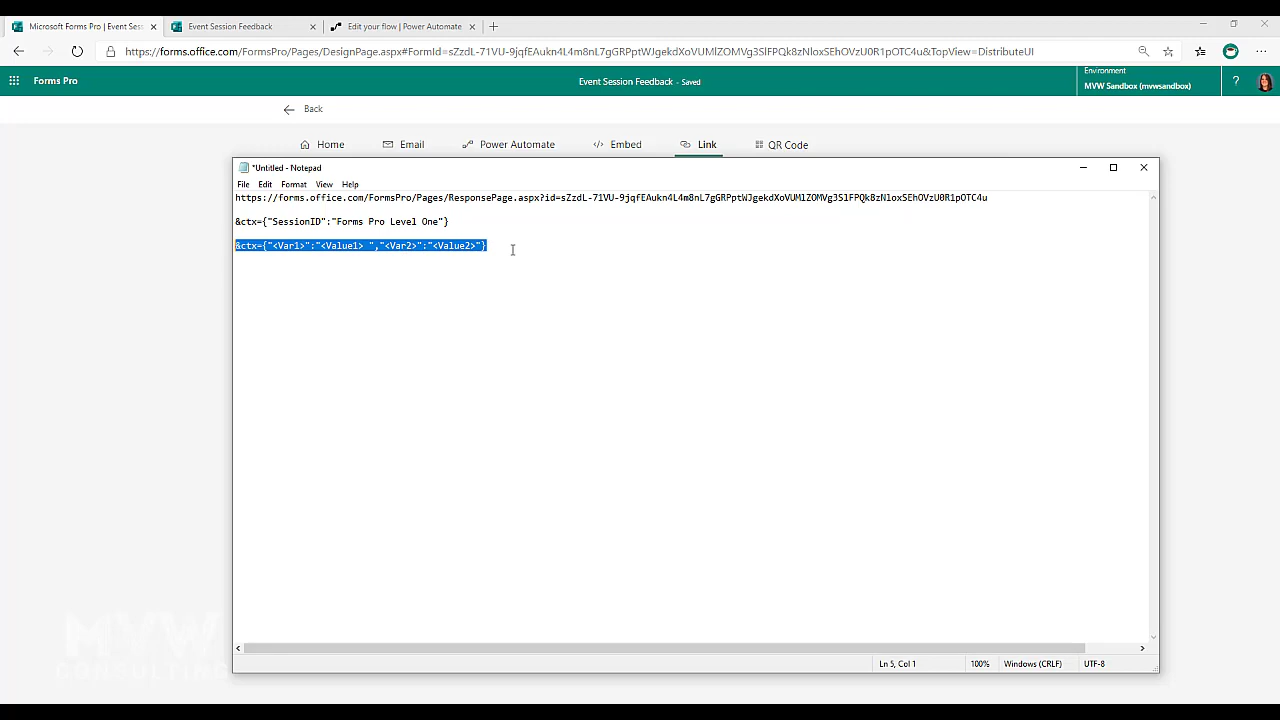 Microsoft Forms Pro | Event Sess
Event Session Feedback
Edit your flow | Power Automate
https://forms.office.com/FormsPro/Pages/DesignPage.aspx#FormId=sZzdL-71VU-9jqfEAukn4L4m8nL7gGRPptWJgekdXoVUMlZOMVg3SlFPQk8zNloxSEhOVzU0R1pOTC4u&TopView=DistributeUI
Forms Pro
Event Session Feedback - Saved
Environment
MVW Sandbox (mvwsandbox)
?
Back
Home
Email
Power Automate
Embed
Link
QR Code
*Untitled - Notepad
File Edit Format View Help
https://forms.office.com/FormsPro/Pages/ResponsePage.aspx?id=sZzdL-71VU-9jqfEAukn4L4m8nL7gGRPptWJgekdXoVUMlZOMVg3SlFPQk8zNloxSEhOVzU0R1pOTC4u
&ctx={"SessionID":"Forms Pro Level One"}
&ctx={"<Var1>":"<Value1> ","<Var2>":"<Value2>"}
MVW
CONSULTING
Ln 5, Col 1
100%
Windows (CRLF)
UTF-8